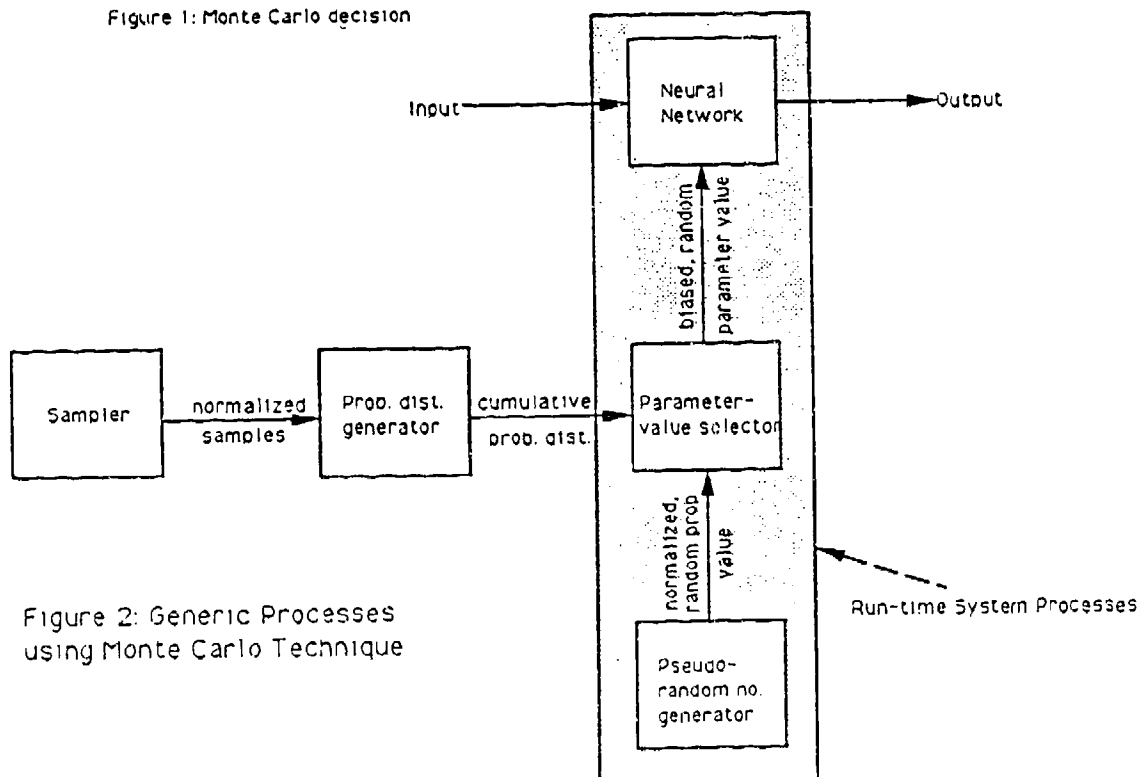 Figure 1: Monte Carlo decision
Input
Neural
Network
Output
biased, random
parameter value
Sampler
normalized
samples
Prob. dist.
generator
cumulative
prob. dist.
Parameter-
value selector
normalized,
random prop
value
Run-time System Processes
Figure 2: Generic Processes
using Monte Carlo Technique
Pseudo-
random no.
generator